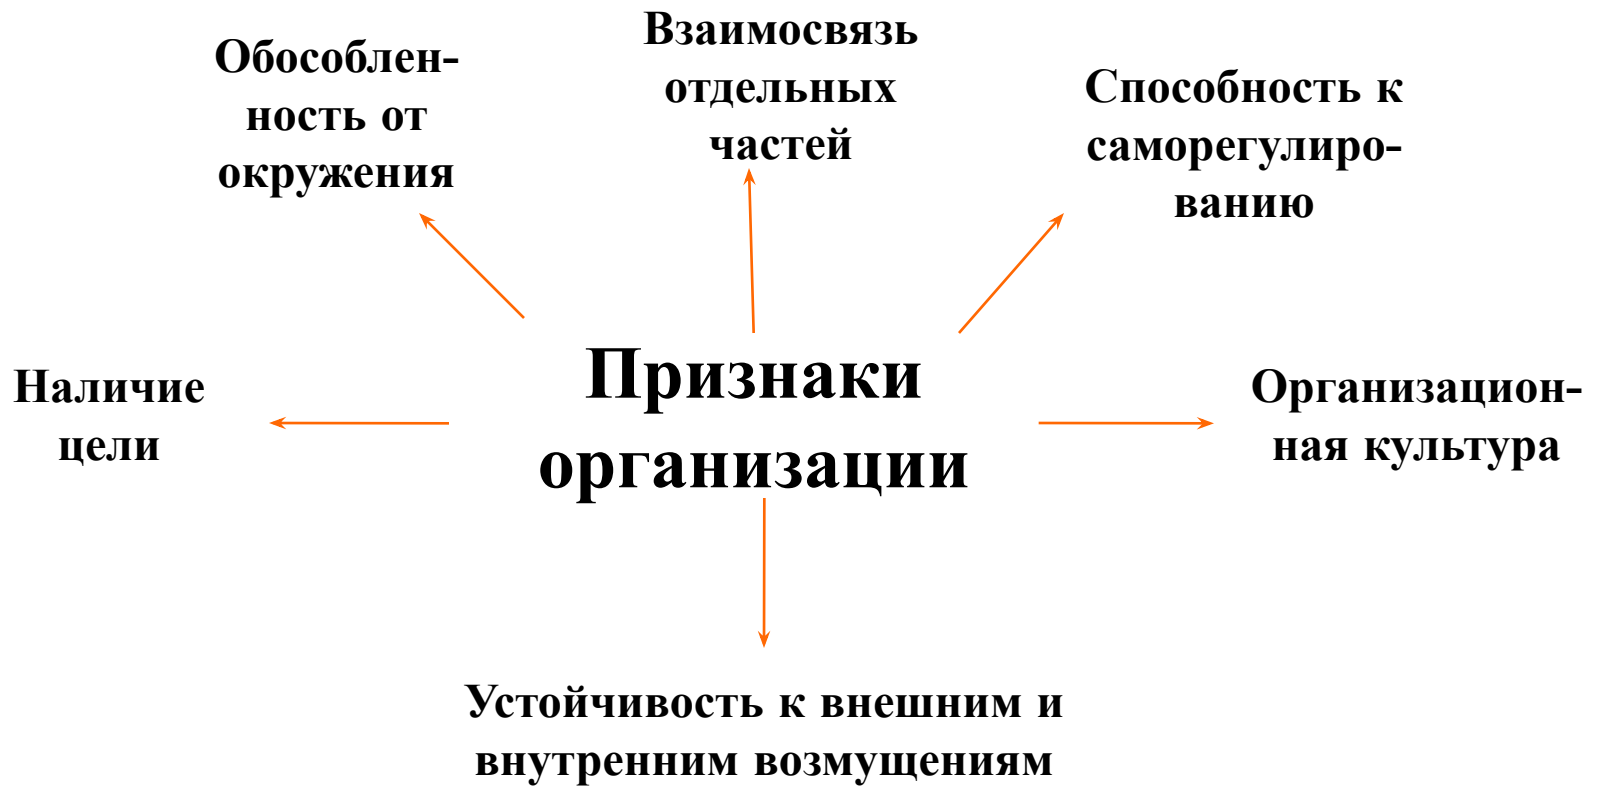 Взаимосвязь
отдельных
частей
Обособлен-
ность от
окружения
Способность к
саморегулиро-
ванию
Признаки
организации
Наличие
цели
Организацион-
ная культура
Устойчивость к внешним и
внутренним возмущениям